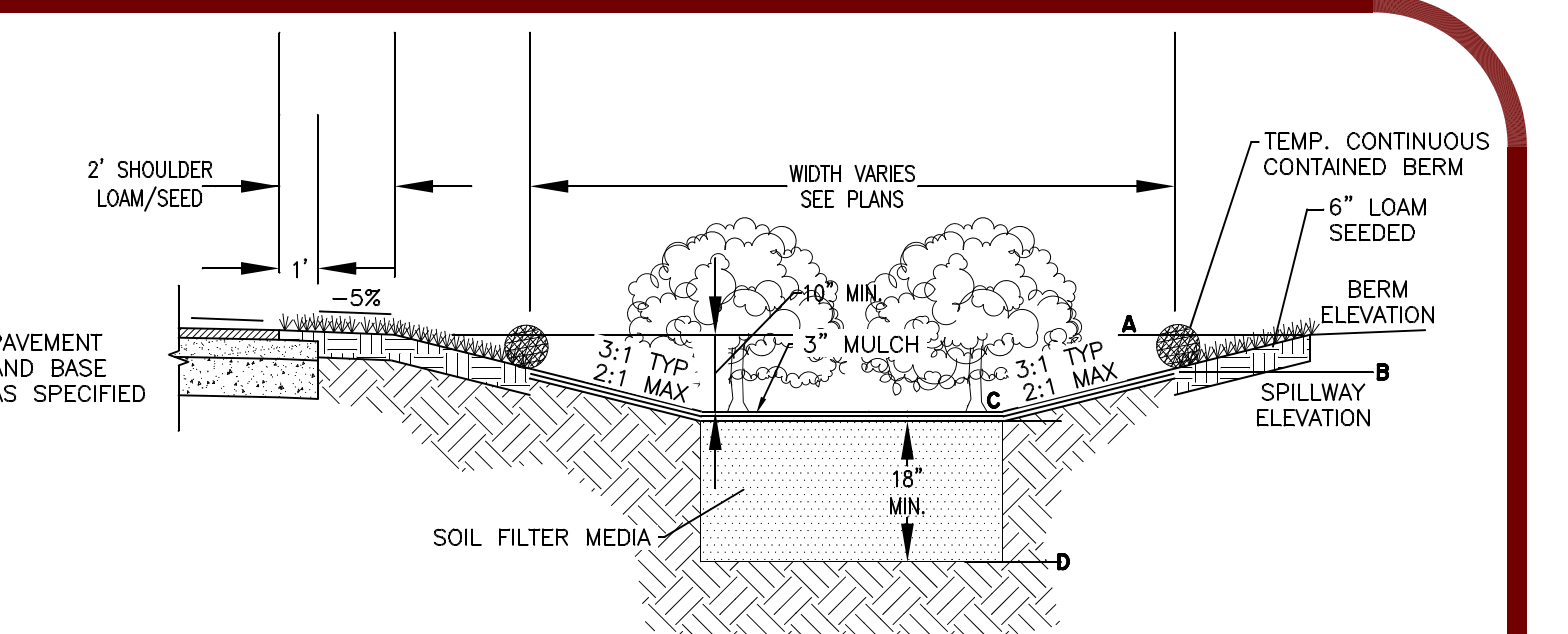 2' SHOULDER
LOAM/SEED
1'
-5%
WIDTH VARIES
SEE PLANS
TEMP. CONTINUOUS
CONTAINED BERM
6" LOAM
SEEDED
BERM
ELEVATION
10" MIN.
A
3" MULCH
3:1 TYP
2:1 MAX
3:1 TYP
2:1 MAX
PAVEMENT
AND BASE
AS SPECIFIED
B
SPILLWAY
ELEVATION
C
18"
MIN.
SOIL FILTER MEDIA
D